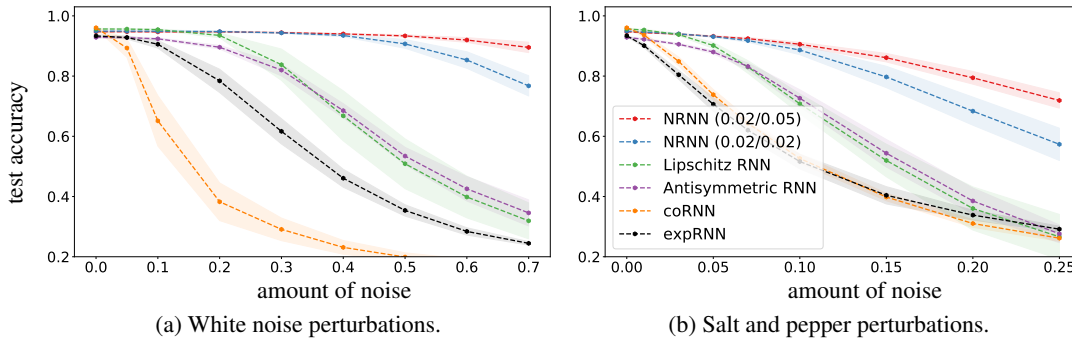 1.0
0.8
0.6
0.4
0.2
test accuracy
0.0 0.1 0.2 0.3 0.4 0.5 0.6 0.7
amount of noise
(a) White noise perturbations.
1.0
0.8
0.6
0.4
0.2
NRNN (0.02/0.05)
NRNN (0.02/0.02)
Lipschitz RNN
Antisymmetric RNN
coRNN
expRNN
0.00 0.05 0.10 0.15 0.20 0.25
amount of noise
(b) Salt and pepper perturbations.